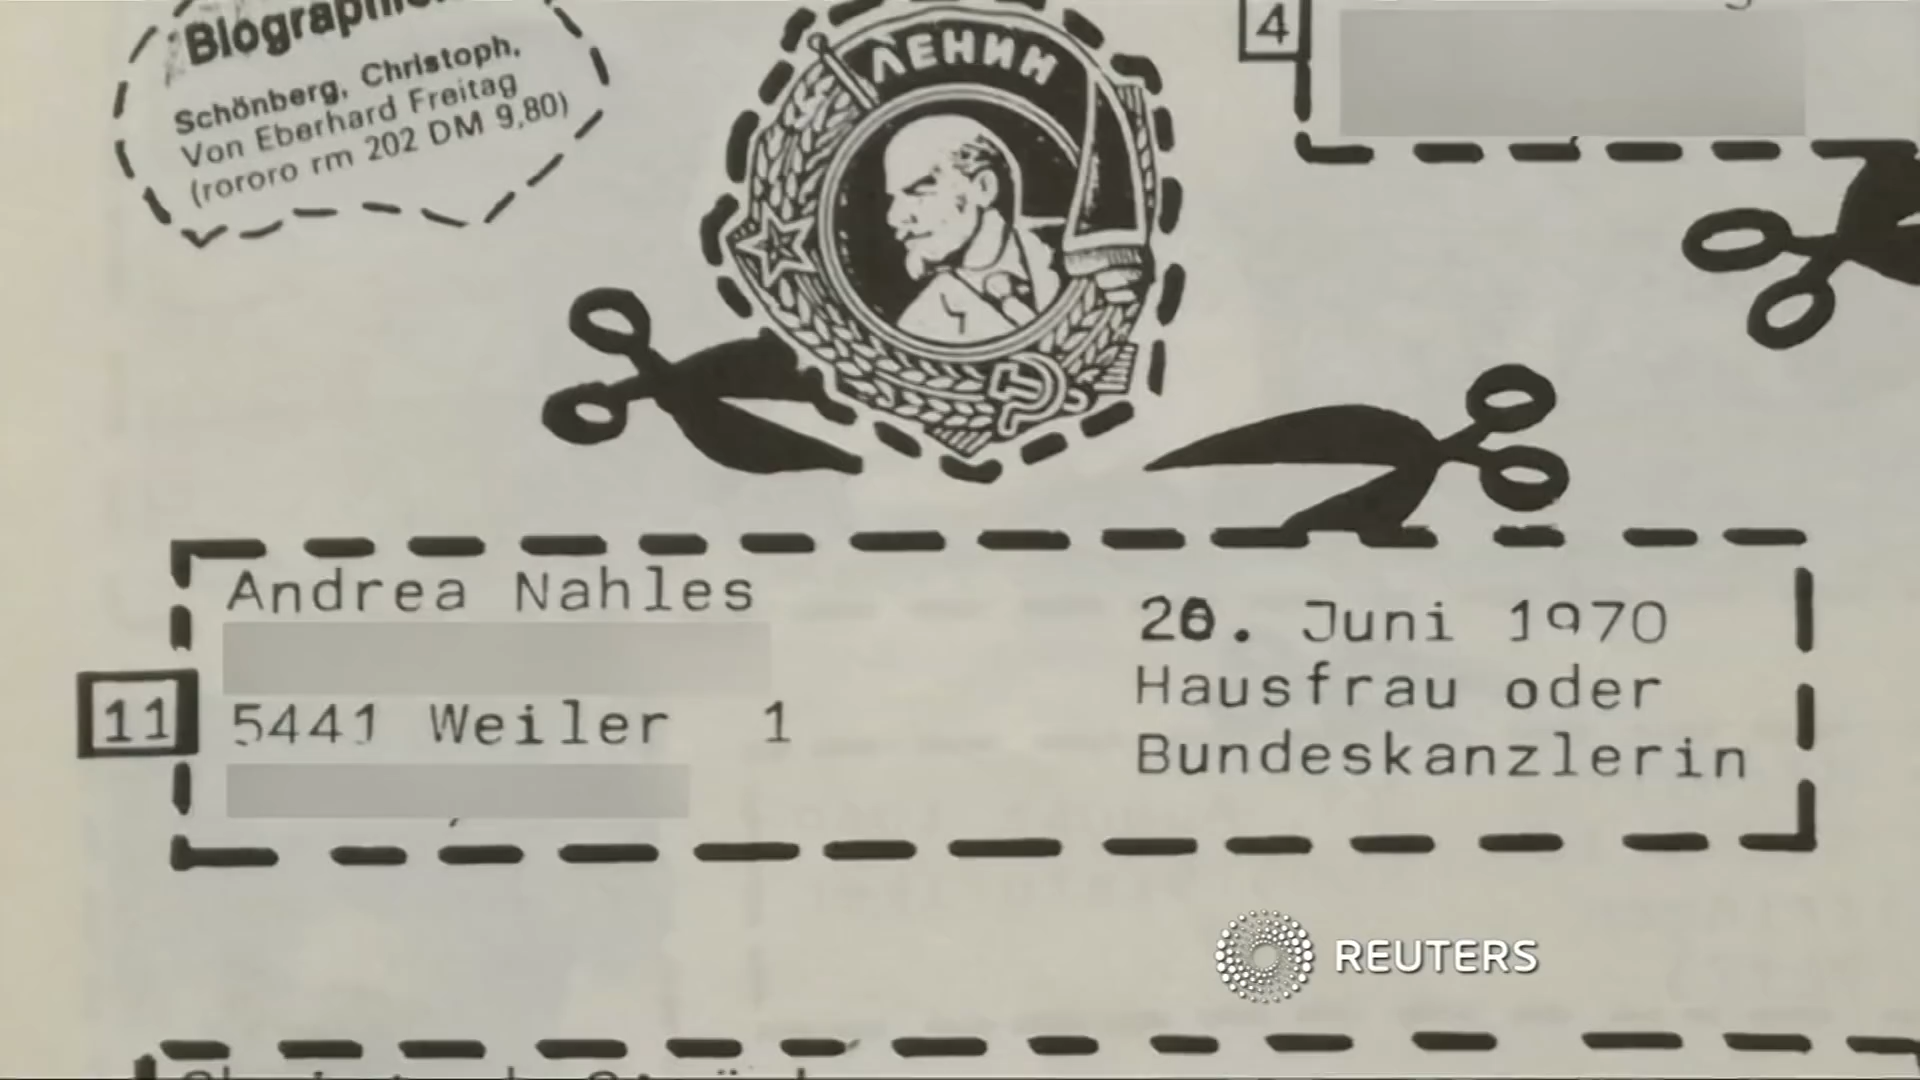 Schönberg, Christoph,
Von Eberhard Freitag
(rororo rm 202 DM 9,80)
ЛЕНИН
4
Andrea Nahles
11
5441 Weiler 1
20. Juni 1970
Hausfrau oder
Bundeskanzlerin
REUTERS